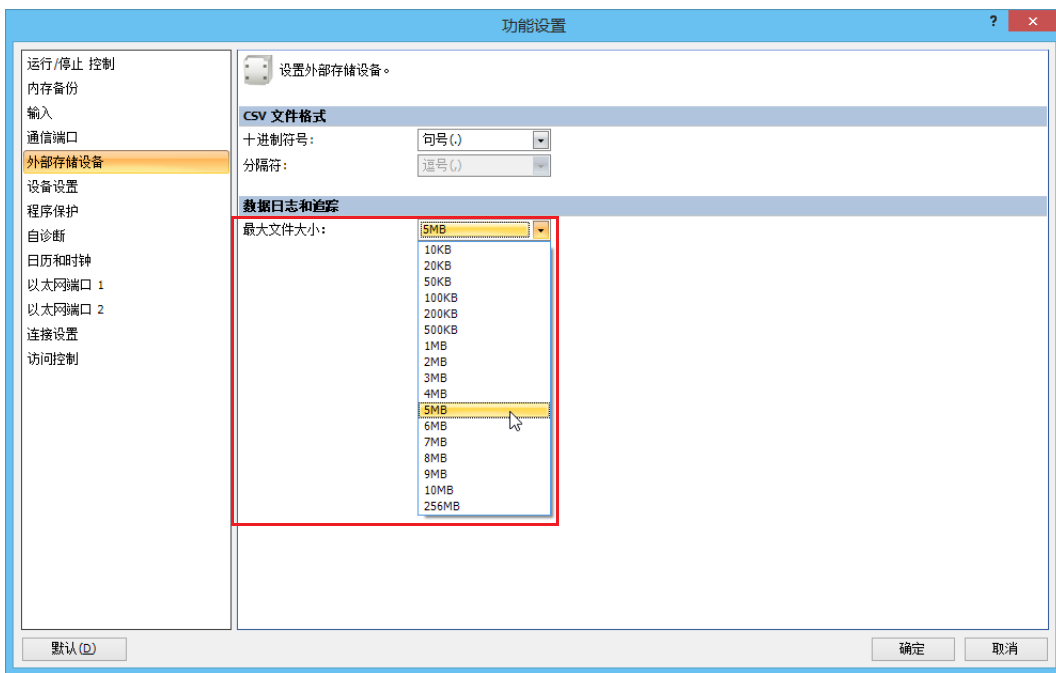 功能设置
?
×
运行/停止 控制
内存备份
输入
通信端口
外部存储设备
设备设置
程序保护
自诊断
日历和时钟
以太网端口 1
以太网端口 2
连接设置
访问控制
设置外部存储设备。
CSV 文件格式
十进制符号: 句号(.)
分隔符: 逗号(,)
数据日志和追踪
最大文件大小: 5MB
10KB
20KB
50KB
100KB
200KB
500KB
1MB
2MB
3MB
4MB
5MB
6MB
7MB
8MB
9MB
10MB
256MB
默认(D)
确定
取消